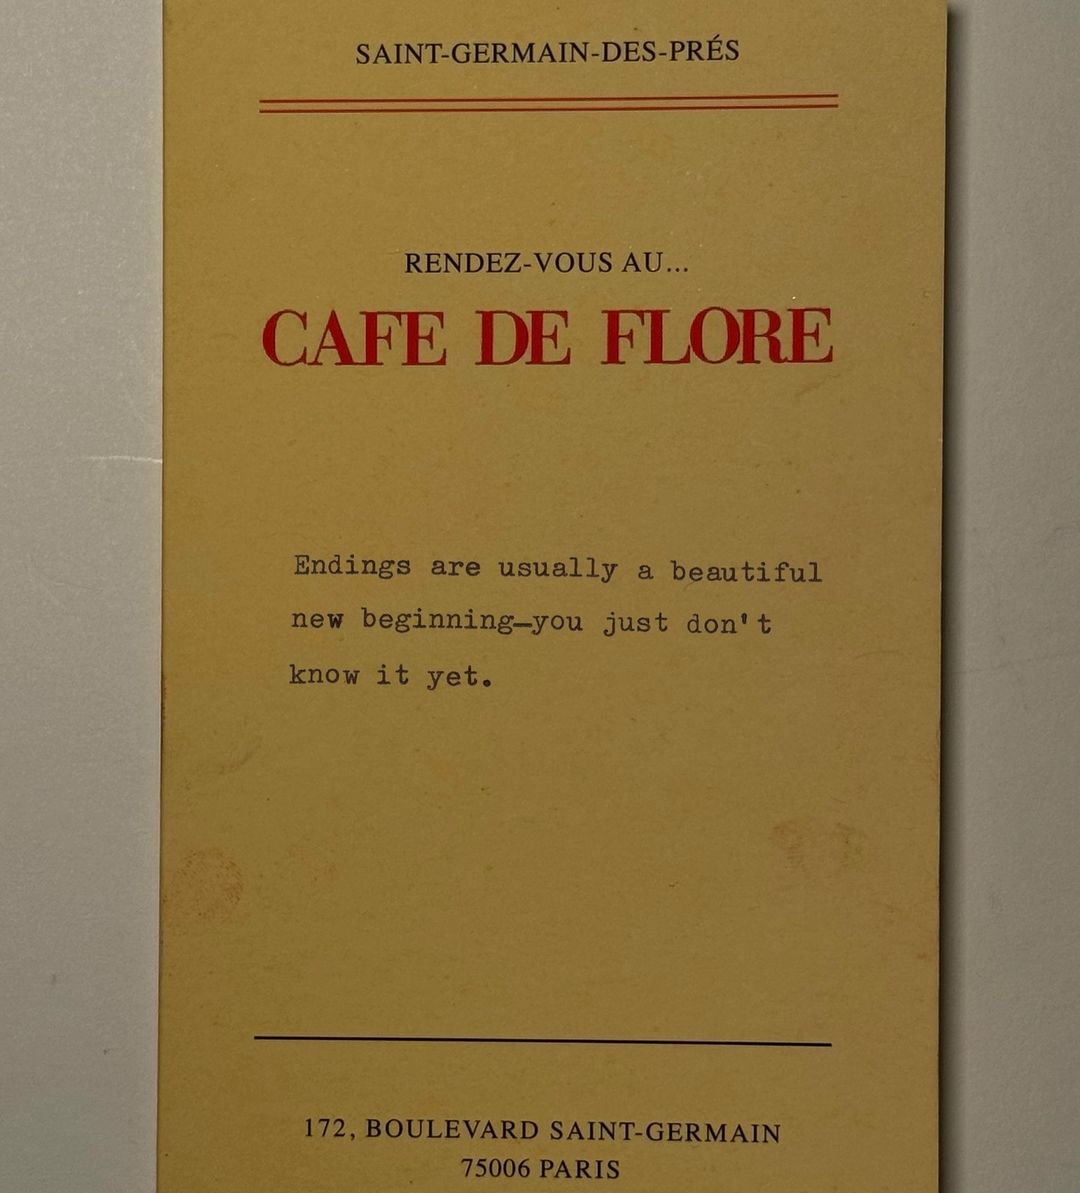 SAINT-GERMAIN-DES-PRÉS
RENDEZ-VOUS AU...
CAFE DE FLORE
Endings are usually a beautiful
new beginning—you just don't
know it yet.
172, BOULEVARD SAINT-GERMAIN
75006 PARIS